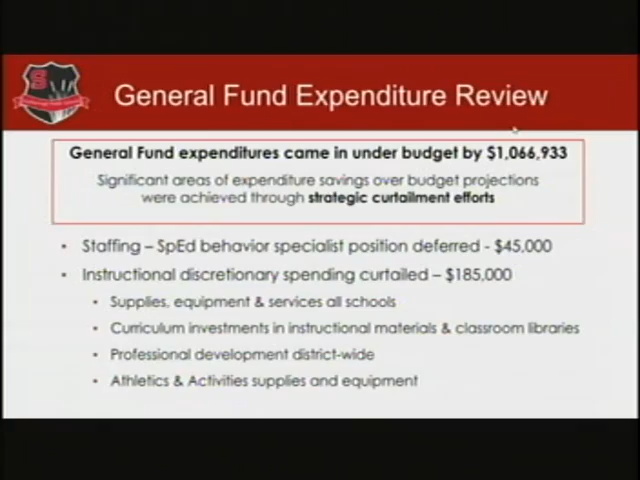 S
General Fund Expenditure Review
General Fund expenditures came in under budget by $1,066,933
Significant areas of expenditure savings over budget projections
were achieved through strategic curtailment efforts
• Staffing – SpEd behavior specialist position deferred - $45,000
• Instructional discretionary spending curtailed – $185,000
• Supplies, equipment & services all schools
• Curriculum investments in instructional materials & classroom libraries
• Professional development district-wide
• Athletics & Activities supplies and equipment